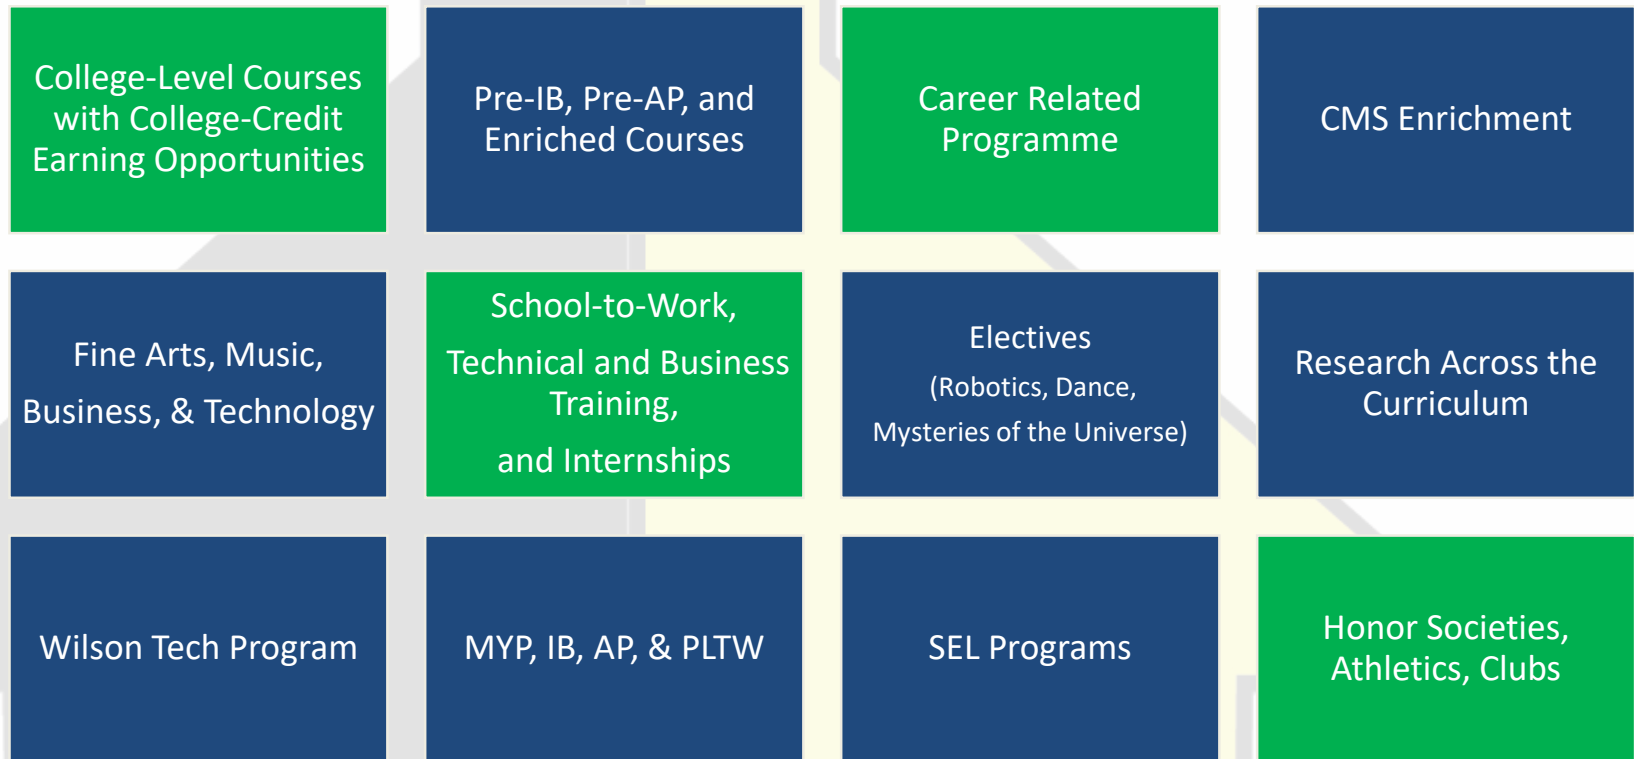 College-Level Courses
with College-Credit
Earning Opportunities
Pre-IB, Pre-AP, and
Enriched Courses
Career Related
Programme
CMS Enrichment
Fine Arts, Music,
Business, & Technology
School-to-Work,
Technical and Business
Training,
and Internships
Electives
(Robotics, Dance,
Mysteries of the Universe)
Research Across the
Curriculum
Wilson Tech Program
MYP, IB, AP, & PLTW
SEL Programs
Honor Societies,
Athletics, Clubs